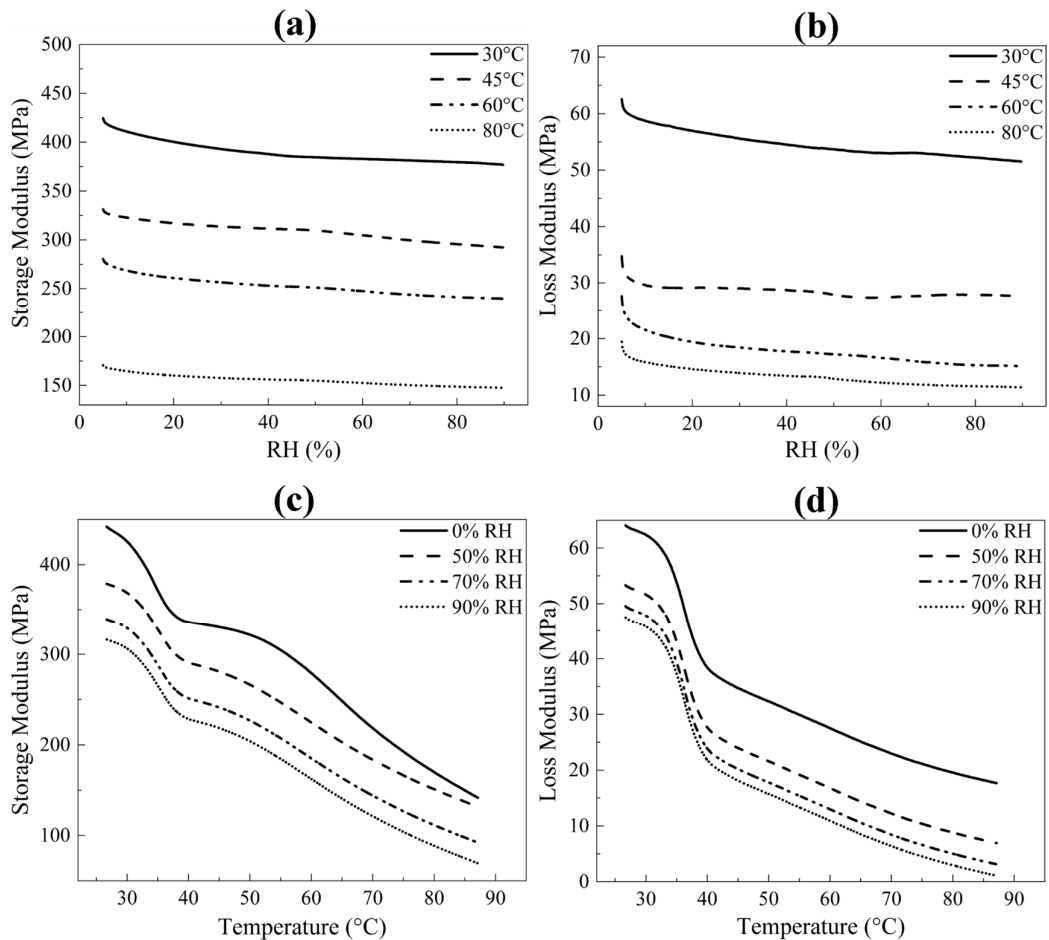 (a)
500
450
400
350
300
250
200
150
0 20 40 60 80
Storage Modulus (MPa)
RH (%)
30°C
45°C
60°C
80°C
(b)
70
60
50
40
30
20
10
0 20 40 60 80
Loss Modulus (MPa)
RH (%)
30°C
45°C
60°C
80°C
(c)
400
300
200
100
30 40 50 60 70 80 90
Storage Modulus (MPa)
Temperature (°C)
0% RH
50% RH
70% RH
90% RH
(d)
60
50
40
30
20
10
0
30 40 50 60 70 80 90
Loss Modulus (MPa)
Temperature (°C)
0% RH
50% RH
70% RH
90% RH